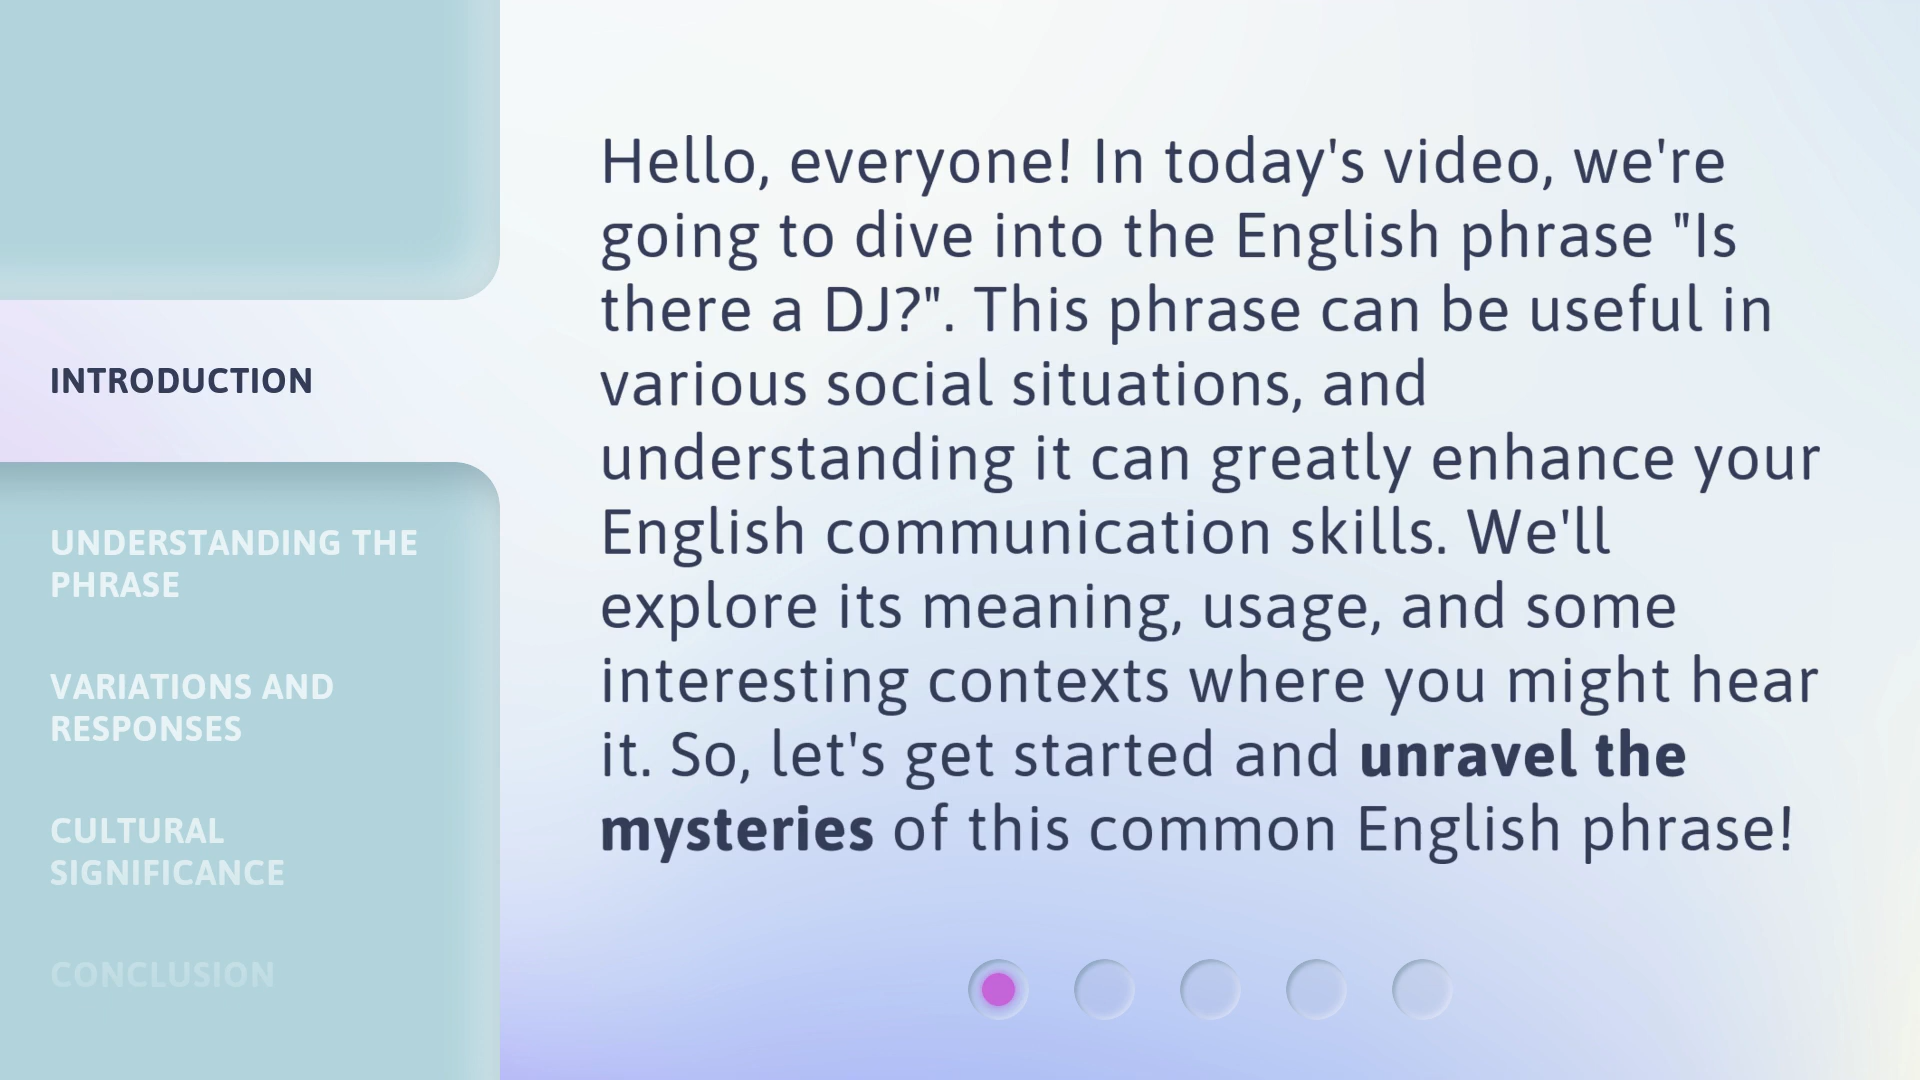 INTRODUCTION
UNDERSTANDING THE
PHRASE
VARIATIONS AND
RESPONSES
CULTURAL
SIGNIFICANCE
CONCLUSION
Hello, everyone! In today's video, we're
going to dive into the English phrase "Is
there a DJ?". This phrase can be useful in
various social situations, and
understanding it can greatly enhance your
English communication skills. We'll
explore its meaning, usage, and some
interesting contexts where you might hear
it. So, let's get started and unravel the
mysteries of this common English phrase!